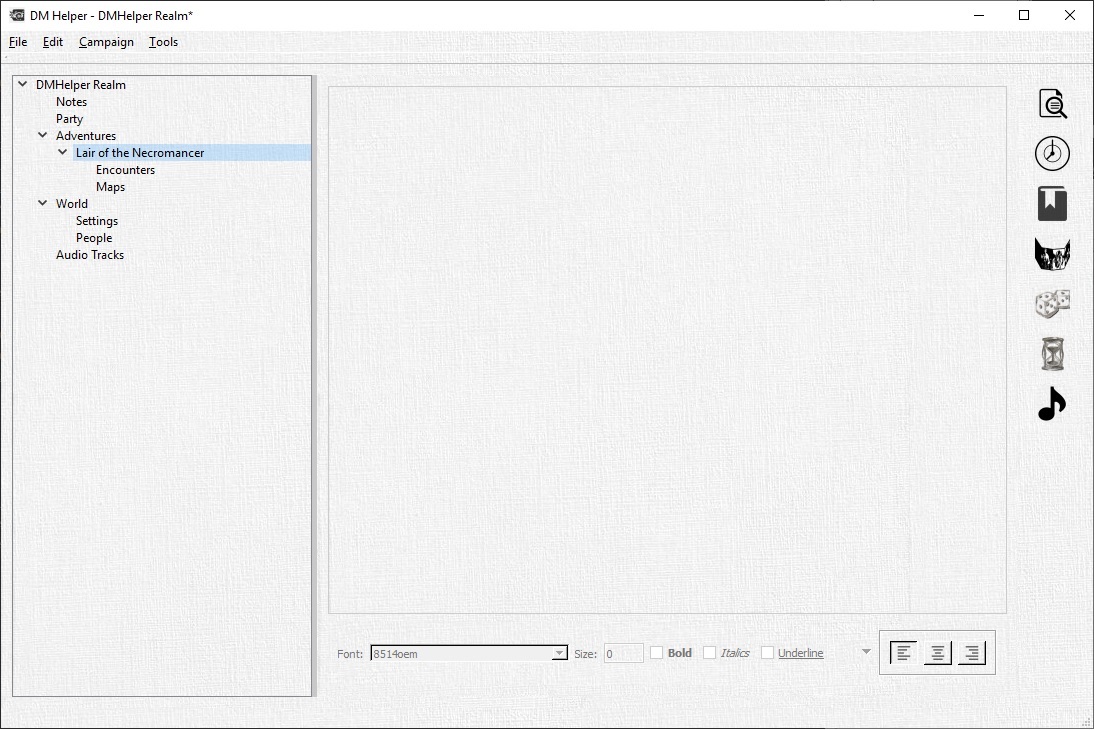 DM Helper - DMHelper Realm*
File Edit Campaign Tools
DMHelper Realm
Notes
Party
Adventures
Lair of the Necromancer
Encounters
Maps
World
Settings
People
Audio Tracks
Font: 8514oem Size: 0 Bold Italics Underline